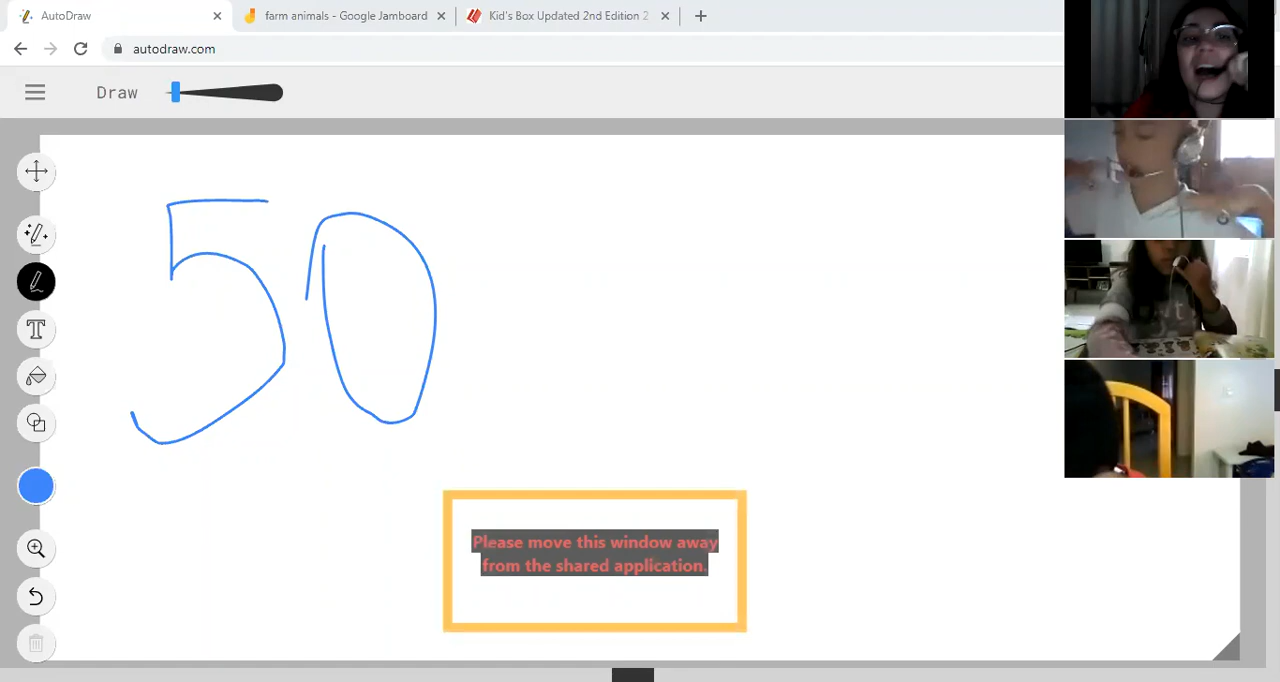 AutoDraw
farm animals - Google Jamboard
Kid's Box Updated 2nd Edition 2
autodraw.com
Draw
50
Please move this window away
from the shared application.